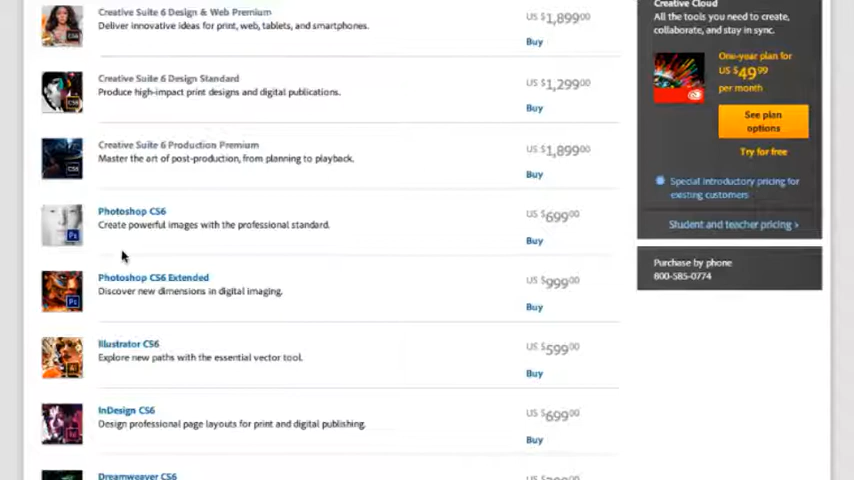 Creative Suite 6 Design & Web Premium
Deliver innovative ideas for print, web, tablets, and smartphones.
US $1,899 00
Buy
Creative Suite 6 Design Standard
Produce high-impact print designs and digital publications.
US $1,299 00
Buy
Creative Suite 6 Production Premium
Master the art of post-production, from planning to playback.
US $1,899 00
Buy
Photoshop CS6
Create powerful images with the professional standard.
US $699 00
Buy
Photoshop CS6 Extended
Discover new dimensions in digital imaging.
US $999 00
Buy
Illustrator CS6
Explore new paths with the essential vector tool.
US $599 00
Buy
InDesign CS6
Design professional page layouts for print and digital publishing.
US $699 00
Buy
Dreamweaver CS6
Creative Cloud
All the tools you need to create,
collaborate, and stay in sync.
One-year plan for
US $49 99
per month
See plan
options
Try for free
Special introductory pricing for
existing customers
Student and teacher pricing ›
Purchase by phone
800-585-0774